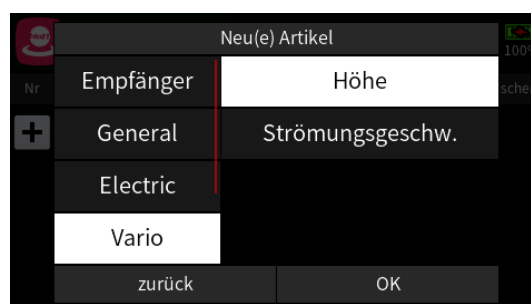 Neu(e) Artikel
100%
Nr
Empfänger
Höhe
General
Strömungsgeschw.
Electric
Vario
zurück
OK